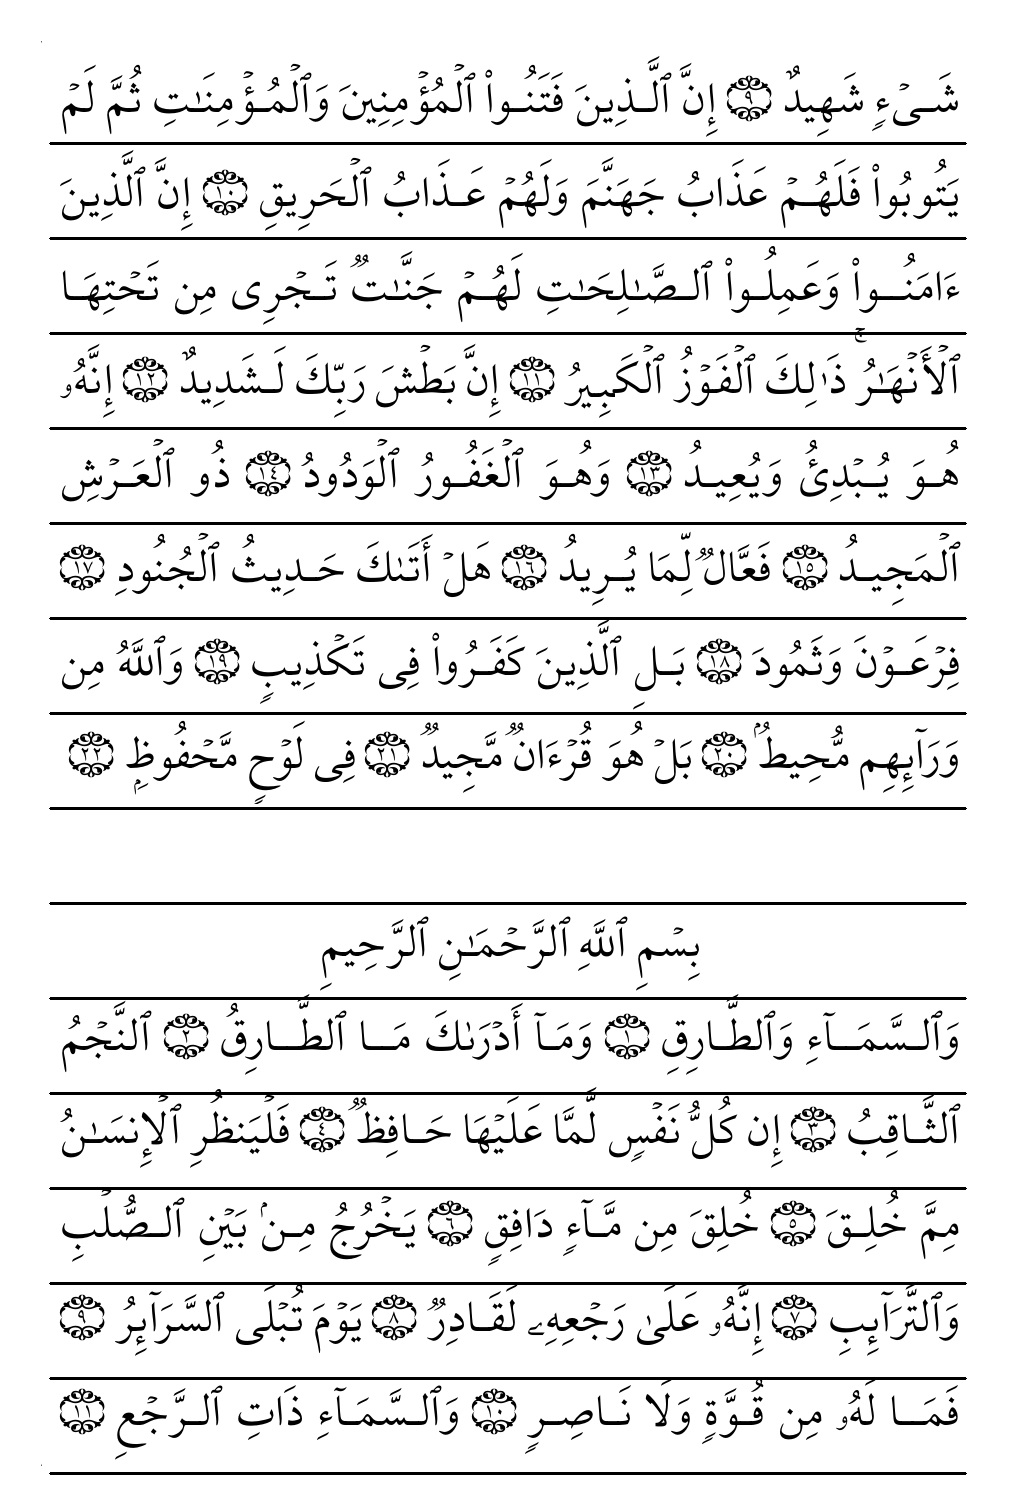 شَىۡءٍ شَهِيدٌ ٩ إِنَّ ٱلَّذِينَ فَتَنُواْ ٱلۡمُؤۡمِنِينَ وَٱلۡمُؤۡمِنَٰتِ ثُمَّ لَمۡ
يَتُوبُواْ فَلَهُمۡ عَذَابُ جَهَنَّمَ وَلَهُمۡ عَذَابُ ٱلۡحَرِيقِ ١٠ إِنَّ ٱلَّذِينَ
ءَامَنُواْ وَعَمِلُواْ ٱلصَّٰلِحَٰتِ لَهُمۡ جَنَّٰتٞ تَجۡرِى مِن تَحۡتِهَا
ٱلۡأَنۡهَٰرُۚ ذَٰلِكَ ٱلۡفَوۡزُ ٱلۡكَبِيرُ ١١ إِنَّ بَطۡشَ رَبِّكَ لَشَدِيدٌ ١٢ إِنَّهُۥ
هُوَ يُبۡدِئُ وَيُعِيدُ ١٣ وَهُوَ ٱلۡغَفُورُ ٱلۡوَدُودُ ١٤ ذُو ٱلۡعَرۡشِ
ٱلۡمَجِيدُ ١٥ فَعَّالٞ لِّمَا يُرِيدُ ١٦ هَلۡ أَتَىٰكَ حَدِيثُ ٱلۡجُنُودِ ١٧
فِرۡعَوۡنَ وَثَمُودَ ١٨ بَلِ ٱلَّذِينَ كَفَرُواْ فِى تَكۡذِيبٍ ١٩ وَٱللَّهُ مِن
وَرَآئِهِم مُّحِيطُۢ ٢٠ بَلۡ هُوَ قُرۡءَانٞ مَّجِيدٞ ٢١ فِى لَوۡحٍ مَّحۡفُوظِۭ ٢٢
بِسۡمِ ٱللَّهِ ٱلرَّحۡمَٰنِ ٱلرَّحِيمِ
وَٱلسَّمَآءِ وَٱلطَّارِقِ ١ وَمَآ أَدۡرَىٰكَ مَا ٱلطَّارِقُ ٢ ٱلنَّجۡمُ
ٱلثَّاقِبُ ٣ إِن كُلُّ نَفۡسٍ لَّمَّا عَلَيۡهَا حَافِظٞ ٤ فَلۡيَنظُرِ ٱلۡإِنسَٰنُ
مِمَّ خُلِقَ ٥ خُلِقَ مِن مَّآءٍ دَافِقٍ ٦ يَخۡرُجُ مِنۢ بَيۡنِ ٱلصُّلۡبِ
وَٱلتَّرَآئِبِ ٧ إِنَّهُۥ عَلَىٰ رَجۡعِهِۦ لَقَادِرٞ ٨ يَوۡمَ تُبۡلَى ٱلسَّرَآئِرُ ٩
فَمَا لَهُۥ مِن قُوَّةٍ وَلَا نَاصِرٍ ١٠ وَٱلسَّمَآءِ ذَاتِ ٱلرَّجۡعِ ١١